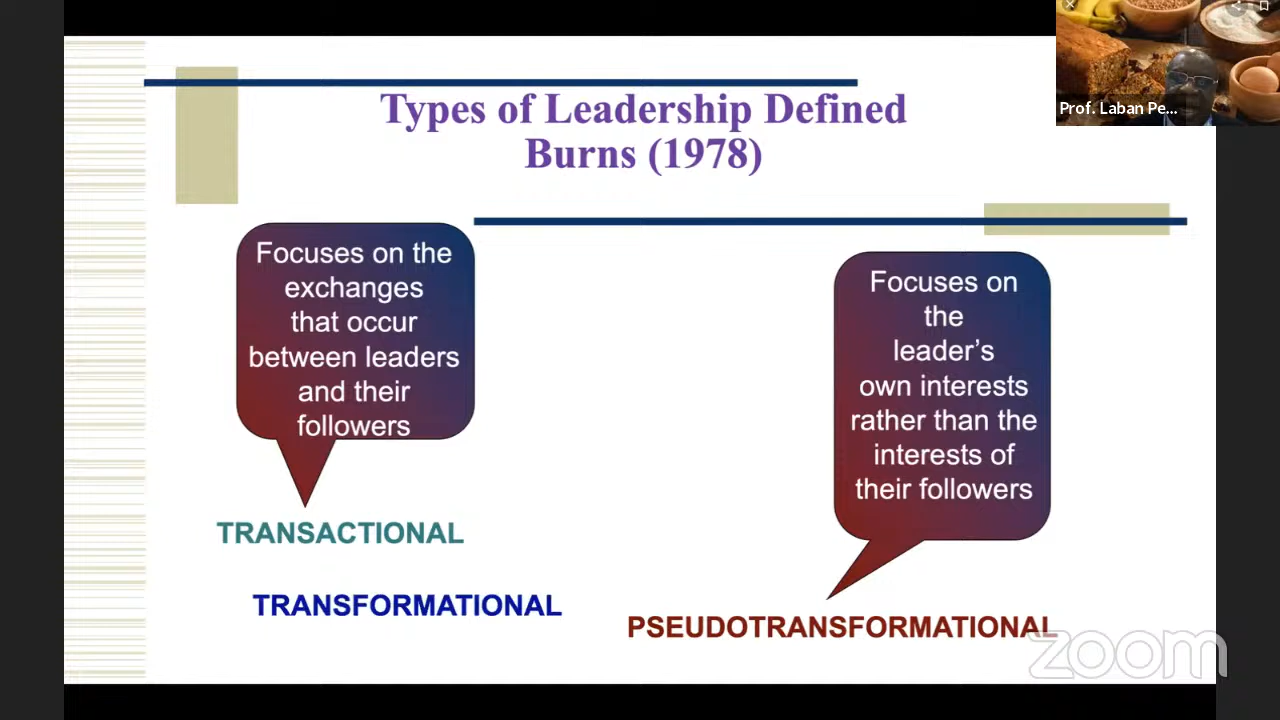 Types of Leadership Defined
Burns (1978)
Prof. Laban Pe...
Focuses on the
exchanges
that occur
between leaders
and their
followers
Focuses on
the
leader’s
own interests
rather than the
interests of
their followers
TRANSACTIONAL
TRANSFORMATIONAL
PSEUDOTRANSFORMATIONAL
zoom